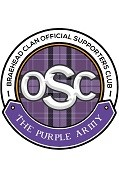 BRAEHEAD CLAN OFFICIAL SUPPORTERS CLUB
OSC
THE PURPLE ARMY